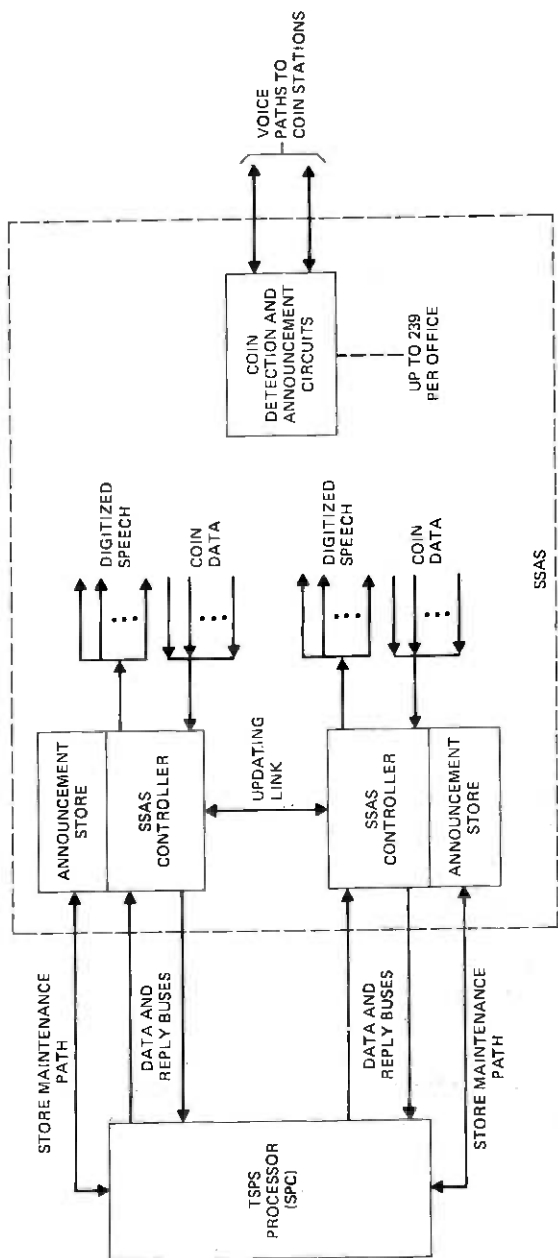 STORE MAINTENANCE
PATH
DATA AND
REPLY BUSES
TSPS
PROCESSOR
(SPC)
DATA AND
REPLY BUSES
STORE MAINTENANCE
PATH
ANNOUNCEMENT
STORE
SSAS
CONTROLLER
UPDATING
LINK
SSAS
CONTROLLER
ANNOUNCEMENT
STORE
DIGITIZED
SPEECH
COIN
DATA
DIGITIZED
SPEECH
COIN
DATA
COIN
DETECTION AND
ANNOUNCEMENT
CIRCUITS
UP TO 239
PER OFFICE
VOICE
PATHS TO
COIN STATIONS
SSAS